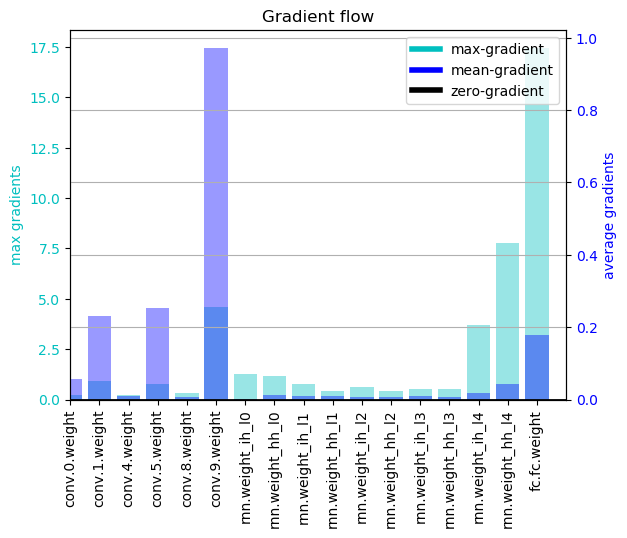 Gradient flow
max-gradient
mean-gradient
zero-gradient
max gradients
17.5
15.0
12.5
10.0
7.5
5.0
2.5
0.0
average gradients
1.0
0.8
0.6
0.4
0.2
0.0
conv.0.weight
conv.1.weight
conv.4.weight
conv.5.weight
conv.8.weight
conv.9.weight
rnn.weight_ih_l0
rnn.weight_hh_l0
rnn.weight_ih_l1
rnn.weight_hh_l1
rnn.weight_ih_l2
rnn.weight_hh_l2
rnn.weight_ih_l3
rnn.weight_hh_l3
rnn.weight_ih_l4
rnn.weight_hh_l4
fc.fc.weight